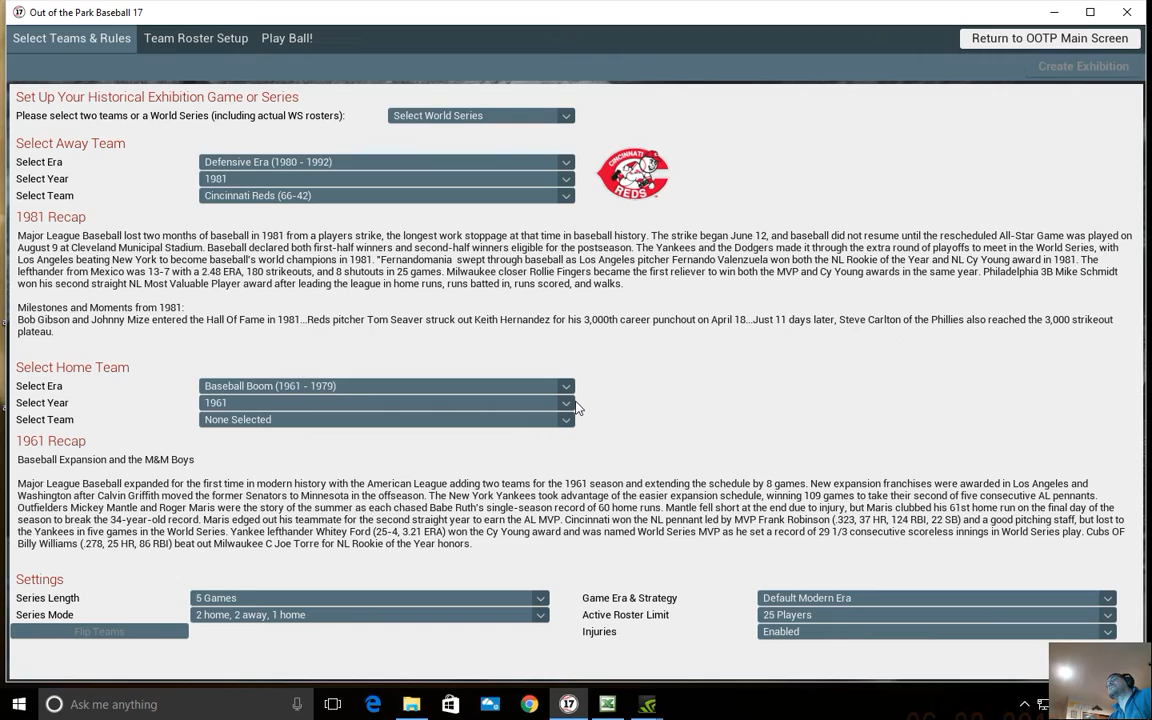 17 Out of the Park Baseball 17
Select Teams & Rules Team Roster Setup Play Ball! Return to OOTP Main Screen
Create Exhibition
Set Up Your Historical Exhibition Game or Series
Please select two teams or a World Series (including actual WS rosters): Select World Series
Select Away Team
Select Era Defensive Era (1980 - 1992)
Select Year 1981
Select Team Cincinnati Reds (66-42)
CINCINNATI
REDS
1981 Recap
Major League Baseball lost two months of baseball in 1981 from a players strike, the longest work stoppage at that time in baseball history. The strike began June 12, and baseball did not resume until the rescheduled All-Star Game was played on
August 9 at Cleveland Municipal Stadium. Baseball declared both first-half winners and second-half winners eligible for the postseason. The Yankees and the Dodgers made it through the extra round of playoffs to meet in the World Series, with
Los Angeles beating New York to become baseball's world champions in 1981. "Fernandomania swept through baseball as Los Angeles pitcher Fernando Valenzuela won both the NL Rookie of the Year and NL Cy Young award in 1981. The
lefthander from Mexico was 13-7 with a 2.48 ERA, 180 strikeouts, and 8 shutouts in 25 games. Milwaukee closer Rollie Fingers became the first reliever to win both the MVP and Cy Young awards in the same year. Philadelphia 3B Mike Schmidt
won his second straight NL Most Valuable Player award after leading the league in home runs, runs batted in, runs scored, and walks.
Milestones and Moments from 1981:
Bob Gibson and Johnny Mize entered the Hall Of Fame in 1981...Reds pitcher Tom Seaver struck out Keith Hernandez for his 3,000th career punchout on April 18...Just 11 days later, Steve Carlton of the Phillies also reached the 3,000 strikeout
plateau.
Select Home Team
Select Era Baseball Boom (1961 - 1979)
Select Year 1961
Select Team None Selected
1961 Recap
Baseball Expansion and the M&M Boys
Major League Baseball expanded for the first time in modern history with the American League adding two teams for the 1961 season and extending the schedule by 8 games. New expansion franchises were awarded in Los Angeles and
Washington after Calvin Griffith moved the former Senators to Minnesota in the offseason. The New York Yankees took advantage of the easier expansion schedule, winning 109 games to take their second of five consecutive AL pennants.
Outfielders Mickey Mantle and Roger Maris were the story of the summer as each chased Babe Ruth's single-season record of 60 home runs. Mantle fell short at the end due to injury, but Maris clubbed his 61st home run on the final day of the
season to break the 34-year-old record. Maris edged out his teammate for the second straight year to earn the AL MVP. Cincinnati won the NL pennant led by MVP Frank Robinson (.323, 37 HR, 124 RBI, 22 SB) and a good pitching staff, but lost to
the Yankees in five games in the World Series. Yankee lefthander Whitey Ford (25-4, 3.21 ERA) won the Cy Young award and was named World Series MVP as he set a record of 29 1/3 consecutive scoreless innings in World Series play. Cubs OF
Billy Williams (.278, 25 HR, 86 RBI) beat out Milwaukee C Joe Torre for NL Rookie of the Year honors.
Settings
Series Length 5 Games Game Era & Strategy Default Modern Era
Series Mode 2 home, 2 away, 1 home Active Roster Limit 25 Players
Flip Teams Injuries Enabled
Ask me anything 17